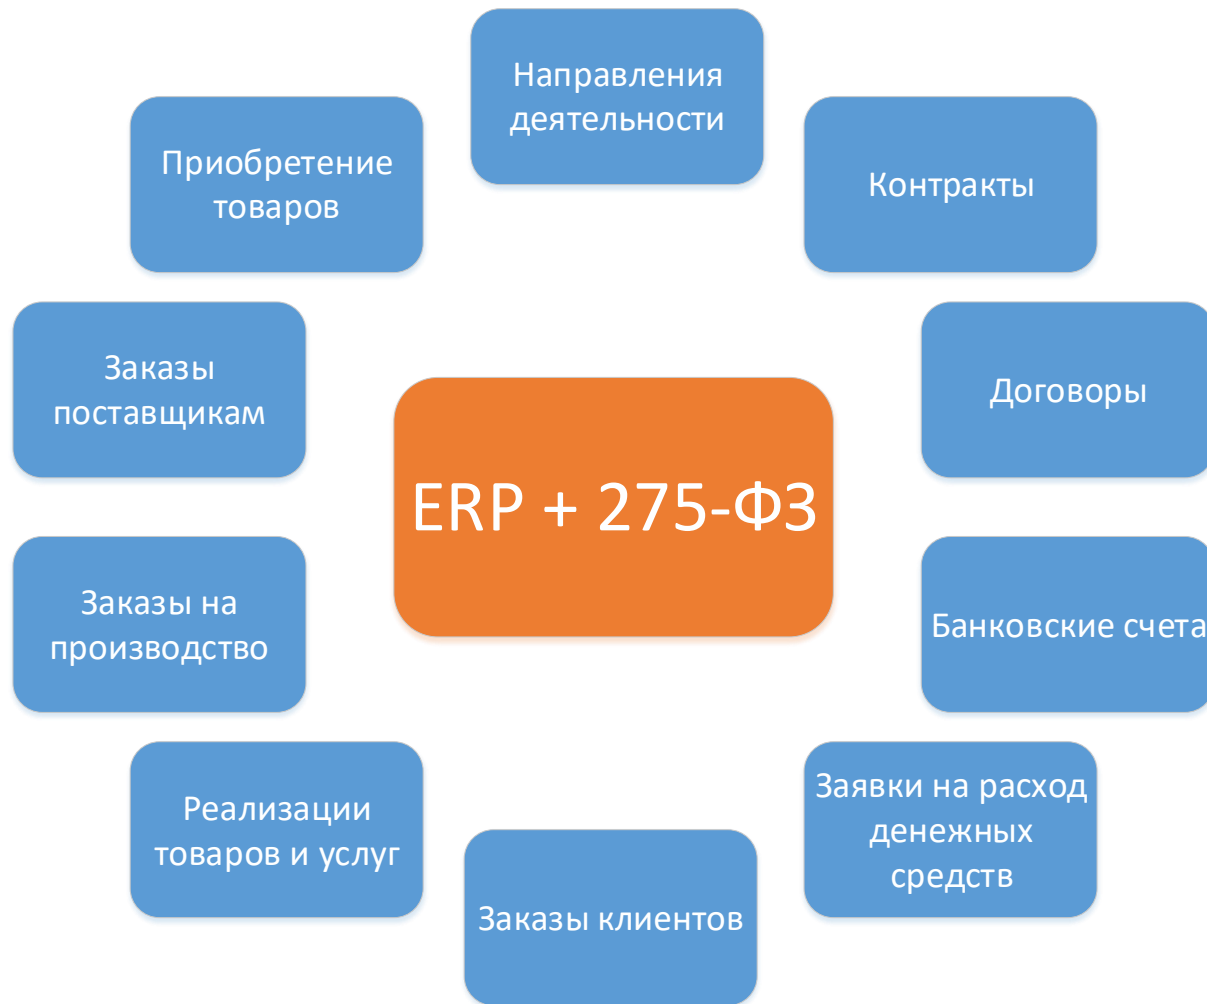 Направления
деятельности
Приобретение
товаров
Контракты
Заказы
поставщикам
Договоры
ERP + 275-ФЗ
Заказы на
производство
Банковские счета
Реализации
товаров и услуг
Заявки на расход
денежных
средств
Заказы клиентов